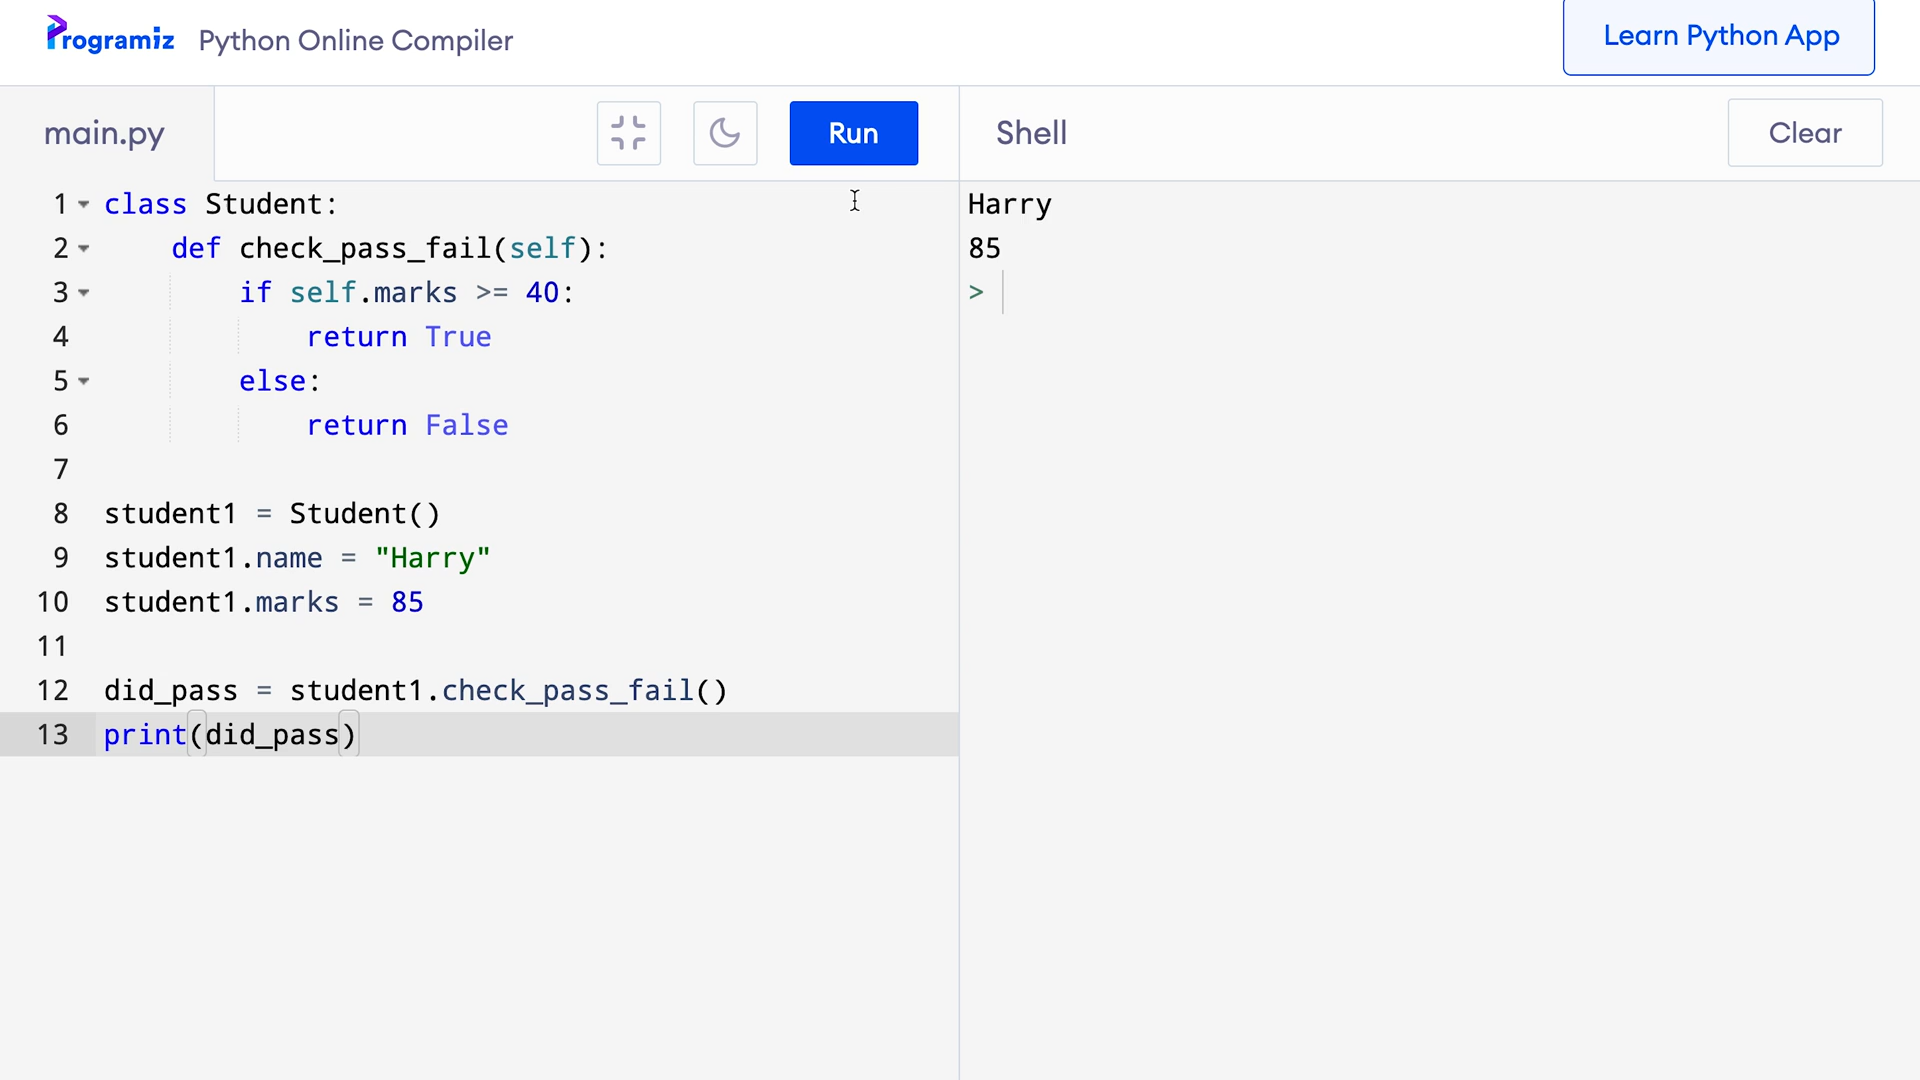 Programiz Python Online Compiler
Learn Python App
main.py
Run
Shell
Clear
1 class Student:
2     def check_pass_fail(self):
3         if self.marks >= 40:
4             return True
5         else:
6             return False
7
8 student1 = Student()
9 student1.name = "Harry"
10 student1.marks = 85
11
12 did_pass = student1.check_pass_fail()
13 print(did_pass)
Harry
85
>